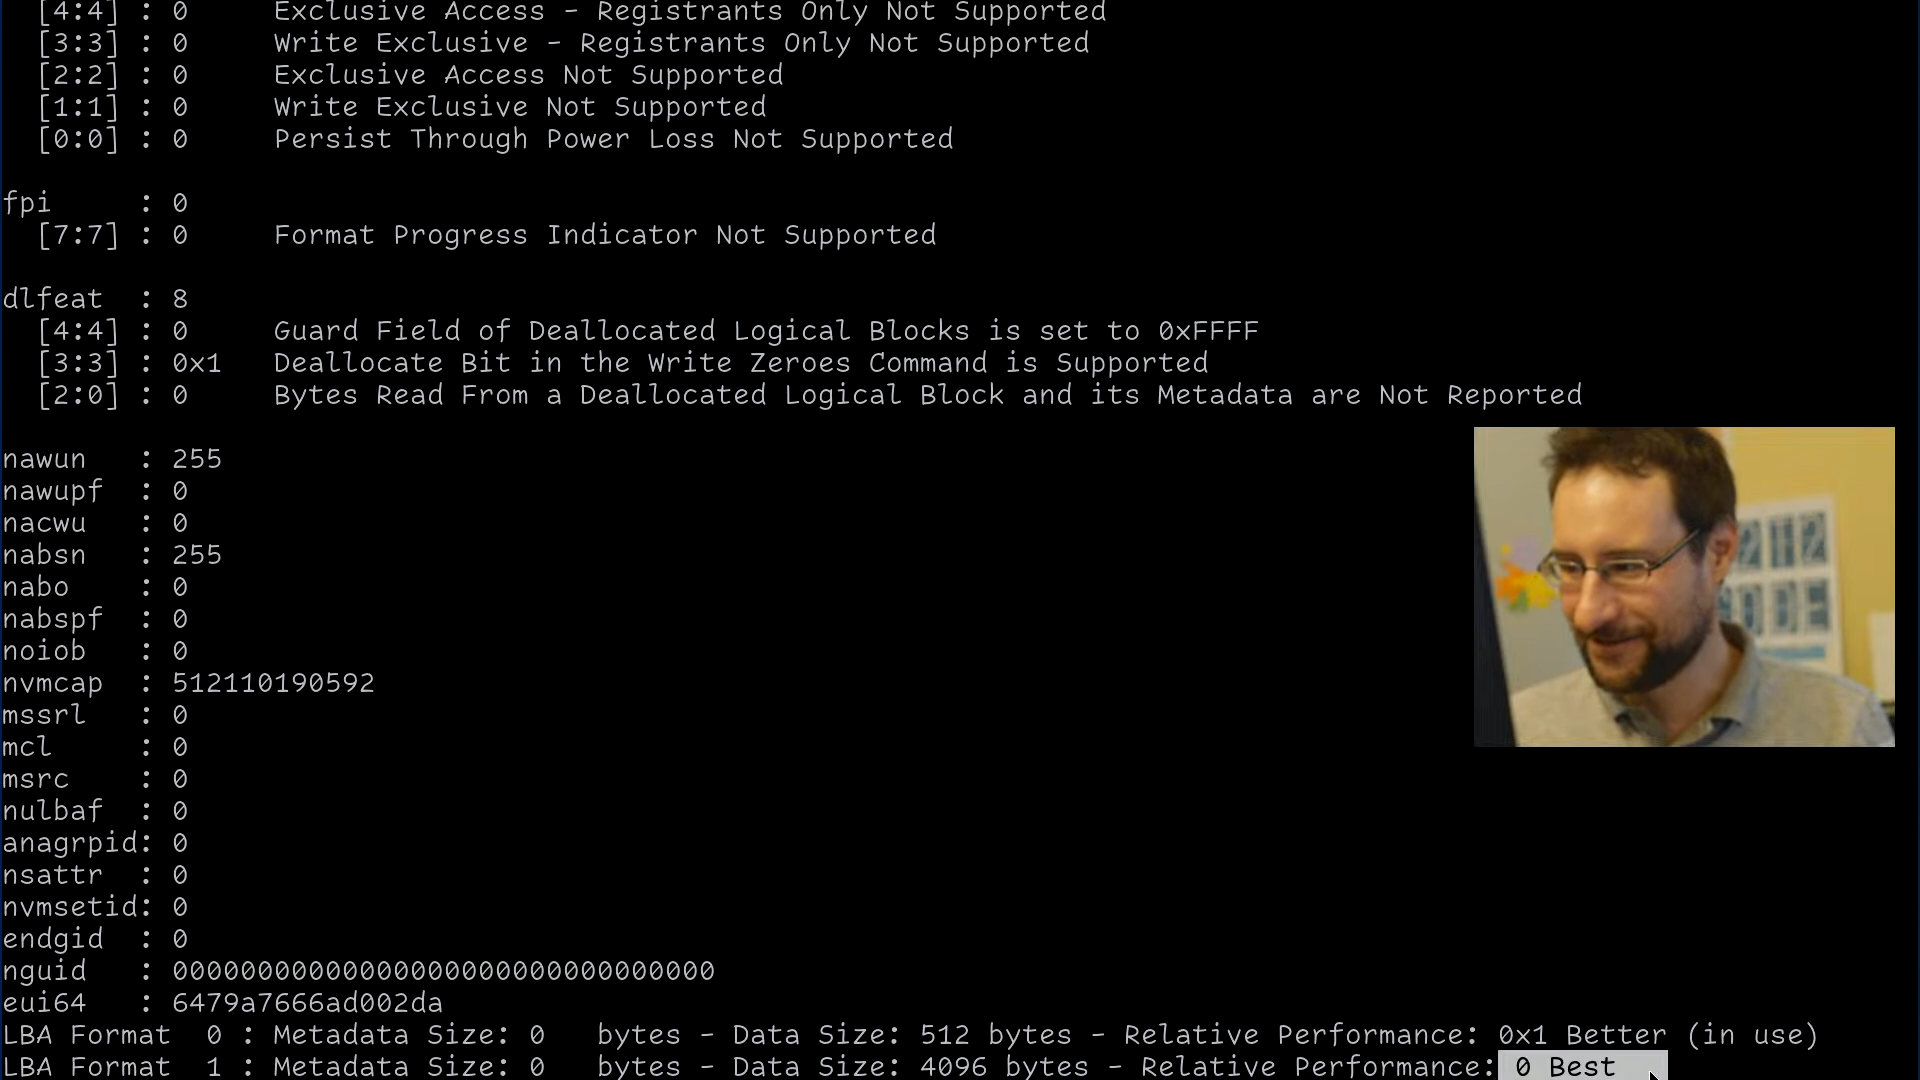 [4:4] : 0 Exclusive Access - Registrants Only Not Supported
[3:3] : 0 Write Exclusive - Registrants Only Not Supported
[2:2] : 0 Exclusive Access Not Supported
[1:1] : 0 Write Exclusive Not Supported
[0:0] : 0 Persist Through Power Loss Not Supported
fpi : 0
[7:7] : 0 Format Progress Indicator Not Supported
dlfeat : 8
[4:4] : 0 Guard Field of Deallocated Logical Blocks is set to 0xFFFF
[3:3] : 0x1 Deallocate Bit in the Write Zeroes Command is Supported
[2:0] : 0 Bytes Read From a Deallocated Logical Block and its Metadata are Not Reported
nawun : 255
nawupf : 0
nacwu : 0
nabsn : 255
nabo : 0
nabspf : 0
noiob : 0
nvmcap : 512110190592
mssrl : 0
mcl : 0
msrc : 0
nulbaf : 0
anagrpid: 0
nsattr : 0
nvmsetid: 0
endgid : 0
nguid : 00000000000000000000000000000000
eui64 : 6479a7666ad002da
LBA Format 0 : Metadata Size: 0 bytes - Data Size: 512 bytes - Relative Performance: 0x1 Better (in use)
LBA Format 1 : Metadata Size: 0 bytes - Data Size: 4096 bytes - Relative Performance: 0 Best